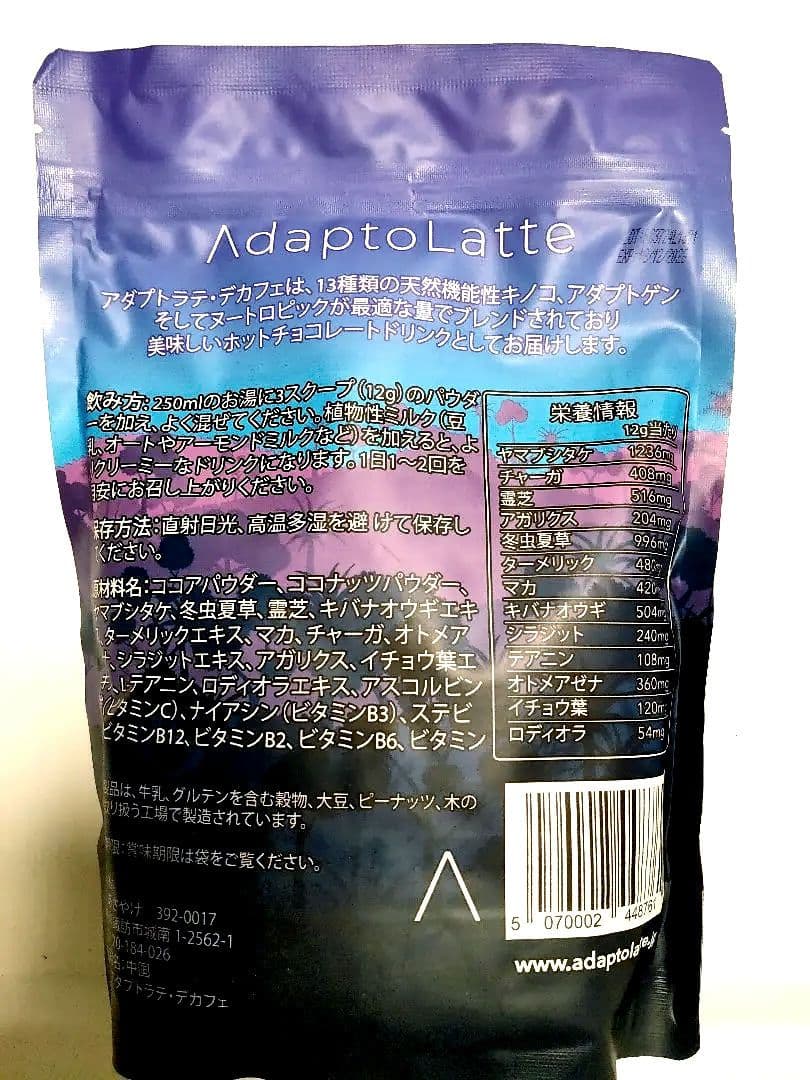 AdaptoLatte
アダプトラテ・デカフェは、13種類の天然機能性キノコ、アダプトゲン
そしてヌートロピックが最適な量でブレンドされており
美味しいホットチョコレートドリンクとしてお届けします。
飲み方：250mlのお湯に3スクープ（12g）のパウダ
ーを加え、よく混ぜてください。植物性ミルク（豆
乳、オートやアーモンドミルクなど）を加えると、よ
クリーミーなドリンクになります。1日1～2回を
目安にお召し上がりください。
保存方法：直射日光、高温多湿を避けて保存し
ください。
原材料名：ココアパウダー、ココナッツパウダー、
ヤマブシタケ、冬虫夏草、霊芝、キバナオウギエキ
、ターメリックエキス、マカ、チャーガ、オトメア
、シラジットエキス、アガリクス、イチョウ葉エ
、L-テアニン、ロディオラエキス、アスコルビン
（ビタミンC）、ナイアシン（ビタミンB3）、ステビ
ビタミンB12、ビタミンB2、ビタミンB6、ビタミン
製品は、牛乳、グルテンを含む穀物、大豆、ピーナッツ、木の
取り扱う工場で製造されています。
期限：賞味期限は袋をご覧ください。
あさやけ 392-0017
諏訪市城南 1-2562-1
70-184-026
名：中国
アダプトラテ・デカフェ
栄養情報
12g当たり
ヤマブシタケ 1236m
チャーガ 408mg
霊芝 516mg
アガリクス 204mg
冬虫夏草 996mg
ターメリック 480mg
マカ 420
キバナオウギ 504mg
シラジット 240mg
テアニン 108mg
オトメアゼナ 360mg
イチョウ葉 120m
ロディオラ 54mg
5 070002 448761
www.adaptolatte.jp